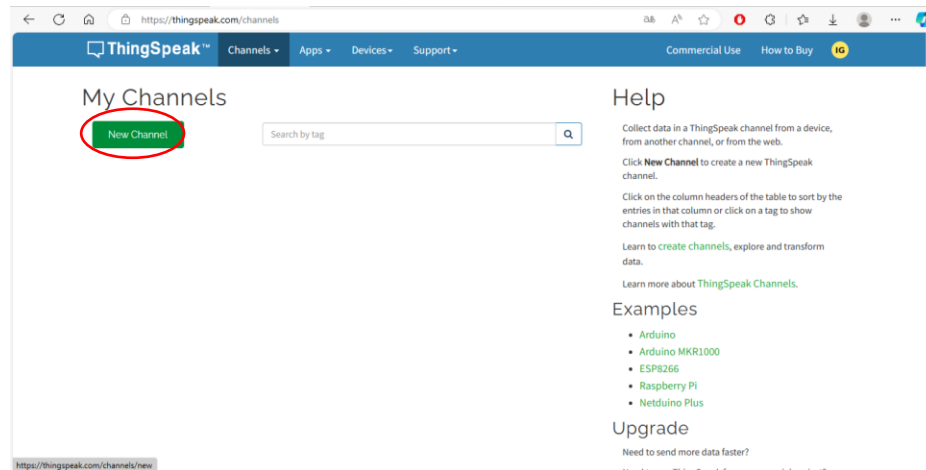 https://thingspeak.com/channels
ThingSpeak™ Channels Apps Devices Support Commercial Use How to Buy IG
My Channels
New Channel
Search by tag
Help
Collect data in a ThingSpeak channel from a device,
from another channel, or from the web.
Click New Channel to create a new ThingSpeak
channel.
Click on the column headers of the table to sort by the
entries in that column or click on a tag to show
channels with that tag.
Learn to create channels, explore and transform
data.
Learn more about ThingSpeak Channels.
Examples
Arduino
Arduino MKR1000
ESP8266
Raspberry Pi
Netduino Plus
Upgrade
Need to send more data faster?
https://thingspeak.com/channels/new